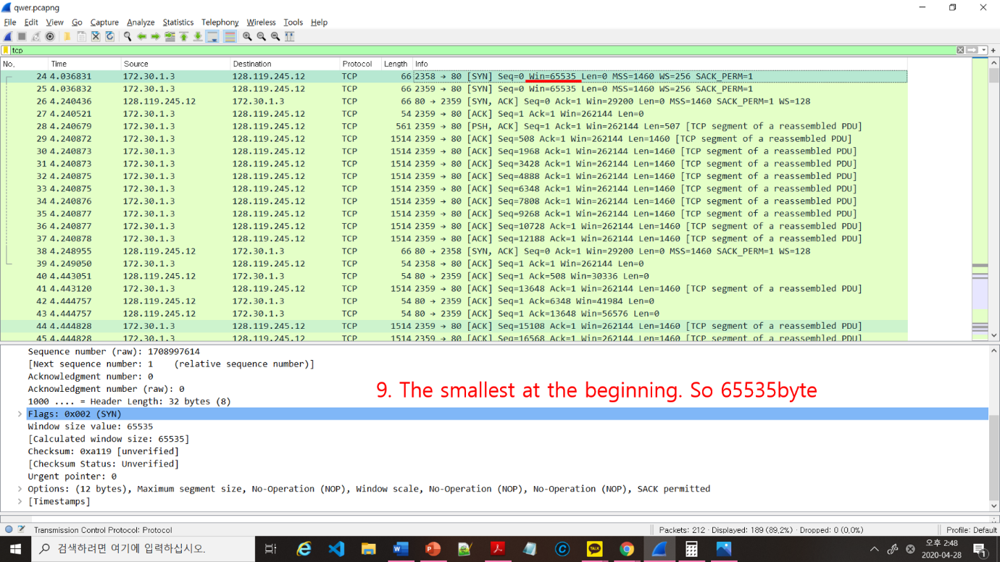 qwer.pcapng
File Edit View Go Capture Analyze Statistics Telephony Wireless Tools Help
tcp
No. Time Source Destination Protocol Length Info
24 4.036831 172.30.1.3 128.119.245.12 TCP 66 2358 → 80 [SYN] Seq=0 Win=65535 Len=0 MSS=1460 WS=256 SACK_PERM=1
25 4.036832 172.30.1.3 128.119.245.12 TCP 66 2359 → 80 [SYN] Seq=0 Win=65535 Len=0 MSS=1460 WS=256 SACK_PERM=1
26 4.240436 128.119.245.12 172.30.1.3 TCP 66 80 → 2359 [SYN, ACK] Seq=0 Ack=1 Win=29200 Len=0 MSS=1460 SACK_PERM=1 WS=128
27 4.240521 172.30.1.3 128.119.245.12 TCP 54 2359 → 80 [ACK] Seq=1 Ack=1 Win=262144 Len=0
28 4.240679 172.30.1.3 128.119.245.12 TCP 561 2359 → 80 [PSH, ACK] Seq=1 Ack=1 Win=262144 Len=507 [TCP segment of a reassembled PDU]
29 4.240872 172.30.1.3 128.119.245.12 TCP 1514 2359 → 80 [ACK] Seq=508 Ack=1 Win=262144 Len=1460 [TCP segment of a reassembled PDU]
30 4.240873 172.30.1.3 128.119.245.12 TCP 1514 2359 → 80 [ACK] Seq=1968 Ack=1 Win=262144 Len=1460 [TCP segment of a reassembled PDU]
31 4.240873 172.30.1.3 128.119.245.12 TCP 1514 2359 → 80 [ACK] Seq=3428 Ack=1 Win=262144 Len=1460 [TCP segment of a reassembled PDU]
32 4.240875 172.30.1.3 128.119.245.12 TCP 1514 2359 → 80 [ACK] Seq=4888 Ack=1 Win=262144 Len=1460 [TCP segment of a reassembled PDU]
33 4.240875 172.30.1.3 128.119.245.12 TCP 1514 2359 → 80 [ACK] Seq=6348 Ack=1 Win=262144 Len=1460 [TCP segment of a reassembled PDU]
34 4.240876 172.30.1.3 128.119.245.12 TCP 1514 2359 → 80 [ACK] Seq=7808 Ack=1 Win=262144 Len=1460 [TCP segment of a reassembled PDU]
35 4.240877 172.30.1.3 128.119.245.12 TCP 1514 2359 → 80 [ACK] Seq=9268 Ack=1 Win=262144 Len=1460 [TCP segment of a reassembled PDU]
36 4.240877 172.30.1.3 128.119.245.12 TCP 1514 2359 → 80 [ACK] Seq=10728 Ack=1 Win=262144 Len=1460 [TCP segment of a reassembled PDU]
37 4.240878 172.30.1.3 128.119.245.12 TCP 1514 2359 → 80 [ACK] Seq=12188 Ack=1 Win=262144 Len=1460 [TCP segment of a reassembled PDU]
38 4.248955 128.119.245.12 172.30.1.3 TCP 66 80 → 2358 [SYN, ACK] Seq=0 Ack=1 Win=29200 Len=0 MSS=1460 SACK_PERM=1 WS=128
39 4.249050 172.30.1.3 128.119.245.12 TCP 54 2358 → 80 [ACK] Seq=1 Ack=1 Win=262144 Len=0
40 4.443051 128.119.245.12 172.30.1.3 TCP 54 80 → 2359 [ACK] Seq=1 Ack=508 Win=30336 Len=0
41 4.443120 172.30.1.3 128.119.245.12 TCP 1514 2359 → 80 [ACK] Seq=13648 Ack=1 Win=262144 Len=1460 [TCP segment of a reassembled PDU]
42 4.444757 128.119.245.12 172.30.1.3 TCP 54 80 → 2359 [ACK] Seq=1 Ack=6348 Win=41984 Len=0
43 4.444757 128.119.245.12 172.30.1.3 TCP 54 80 → 2359 [ACK] Seq=1 Ack=13648 Win=56576 Len=0
44 4.444828 172.30.1.3 128.119.245.12 TCP 1514 2359 → 80 [ACK] Seq=15108 Ack=1 Win=262144 Len=1460 [TCP segment of a reassembled PDU]
45 4.444828 172.30.1.3 128.119.245.12 TCP 1514 2359 → 80 [ACK] Seq=16568 Ack=1 Win=262144 Len=1460 [TCP segment of a reassembled PDU]
Sequence number (raw): 1708997614
[Next sequence number: 1 (relative sequence number)]
Acknowledgment number: 0
Acknowledgment number (raw): 0
1000 .... = Header Length: 32 bytes (8)
9. The smallest at the beginning. So 65535byte
Flags: 0x002 (SYN)
Window size value: 65535
[Calculated window size: 65535]
Checksum: 0xa119 [unverified]
[Checksum Status: Unverified]
Urgent pointer: 0
Options: (12 bytes), Maximum segment size, No-Operation (NOP), Window scale, No-Operation (NOP), No-Operation (NOP), SACK permitted
[Timestamps]
Transmission Control Protocol: Protocol Packets: 212 · Displayed: 189 (89,2%) · Dropped: 0 (0,0%) Profile: Default
검색하려면 여기에 입력하십시오.
오후 2:48
2020-04-28